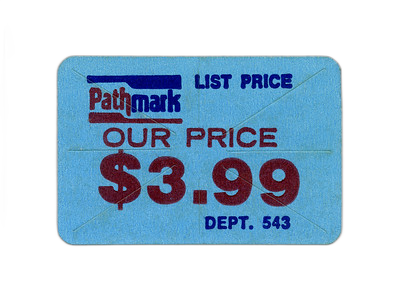 LIST PRICE
Pathmark
OUR PRICE
$3.99
DEPT. 543